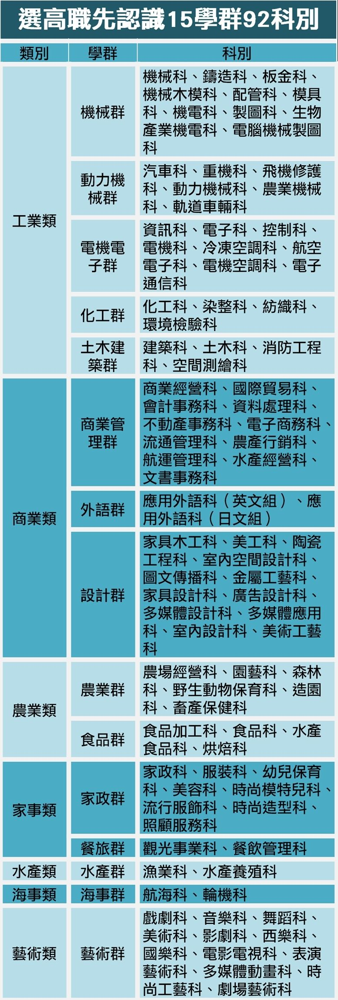 選高職先認識15學群92科別
類別 學群 科別
工業類
機械群
機械科、鑄造科、板金科、
機械木模科、配管科、模具
科、機電科、製圖科、生物
產業機電科、電腦機械製圖
科
動力機
械群
汽車科、重機科、飛機修護
科、動力機械科、農業機械
科、軌道車輛科
電機電
子群
資訊科、電子科、控制科、
電機科、冷凍空調科、航空
電子科、電機空調科、電子
通信科
化工群
化工科、染整科、紡織科、
環境檢驗科
土木建
築群
建築科、土木科、消防工程
科、空間測繪科
商業類
商業管
理群
商業經營科、國際貿易科、
會計事務科、資料處理科、
不動產事務科、電子商務科、
流通管理科、農產行銷科、
航運管理科、水產經營科、
文書事務科
外語群
應用外語科（英文組）、應
用外語科（日文組）
設計群
家具木工科、美工科、陶瓷
工程科、室內空間設計科、
圖文傳播科、金屬工藝科、
家具設計科、廣告設計科、
多媒體設計科、多媒體應用
科、室內設計科、美術工藝
科
農業類
農業群
農場經營科、園藝科、森林
科、野生動物保育科、造園
科、畜產保健科
食品群
食品加工科、食品科、水產
食品科、烘焙科
家事類
家政群
家政科、服裝科、幼兒保育
科、美容科、時尚模特兒科、
流行服飾科、時尚造型科、
照顧服務科
餐旅群
觀光事業科、餐飲管理科
水產類 水產群 漁業科、水產養殖科
海事類 海事群 航海科、輪機科
藝術類
藝術群
戲劇科、音樂科、舞蹈科、
美術科、影劇科、西樂科、
國樂科、電影電視科、表演
藝術科、多媒體動畫科、時
尚工藝科、劇場藝術科